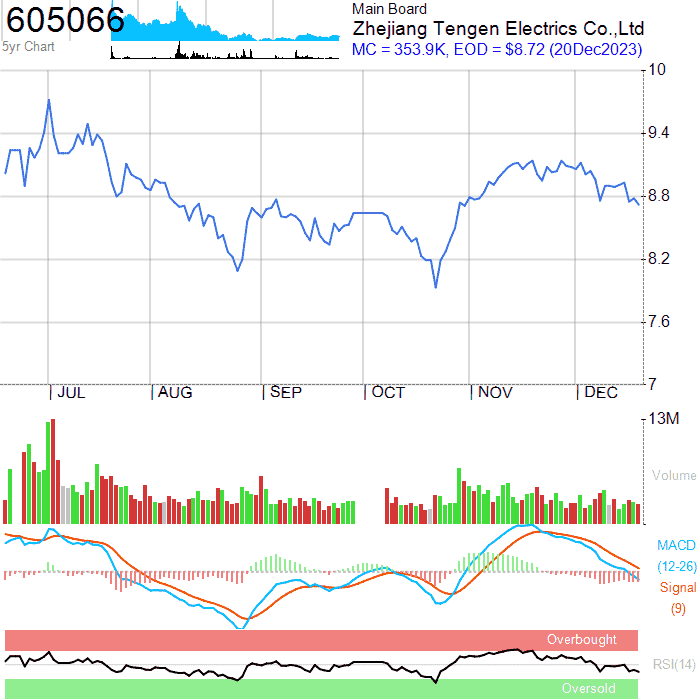 605066
5yr Chart
Main Board
Zhejiang Tengen Electrics Co.,Ltd
MC = 353.9K, EOD = $8.72 (20Dec2023)
10
9.4
8.8
8.2
7.6
7
JUL AUG SEP OCT NOV DEC
13M
Volume
MACD
(12-26)
Signal
(9)
Overbought
RSI(14)
Oversold